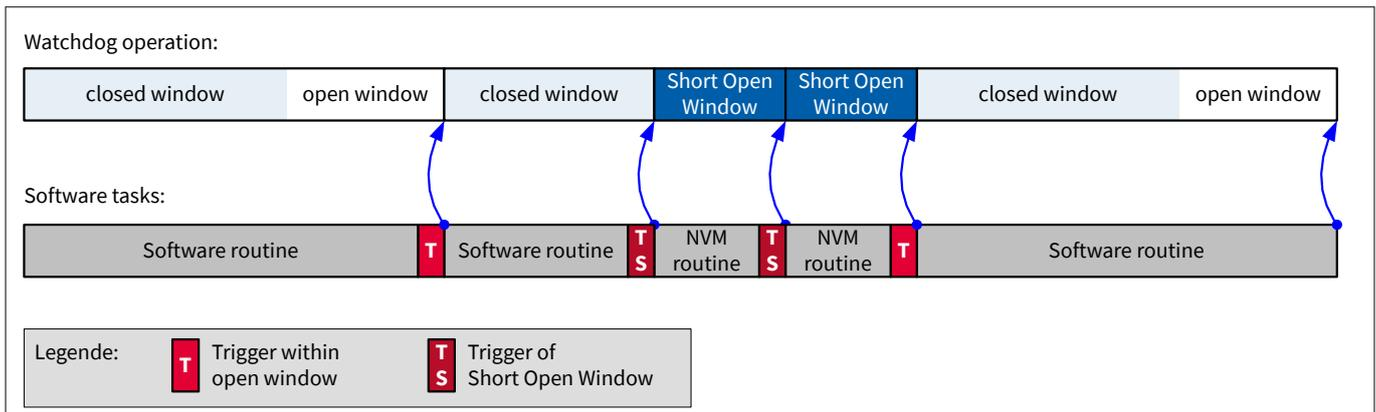 Watchdog operation:
closed window open window closed window Short Open Window Short Open Window closed window open window
Software tasks:
Software routine T Software routine T S NVM routine T S NVM routine T Software routine
Legende:
T Trigger within
open window
T S Trigger of
Short Open Window